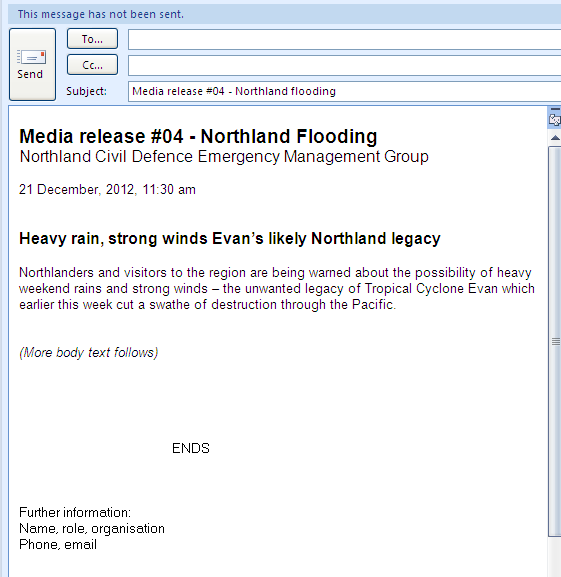 This message has not been sent.
To...
Send
Cc...
Subject: Media release #04 - Northland flooding
Media release #04 - Northland Flooding
Northland Civil Defence Emergency Management Group
21 December, 2012, 11:30 am
Heavy rain, strong winds Evan's likely Northland legacy
Northlanders and visitors to the region are being warned about the possibility of heavy
weekend rains and strong winds – the unwanted legacy of Tropical Cyclone Evan which
earlier this week cut a swathe of destruction through the Pacific.
(More body text follows)
ENDS
Further information:
Name, role, organisation
Phone, email